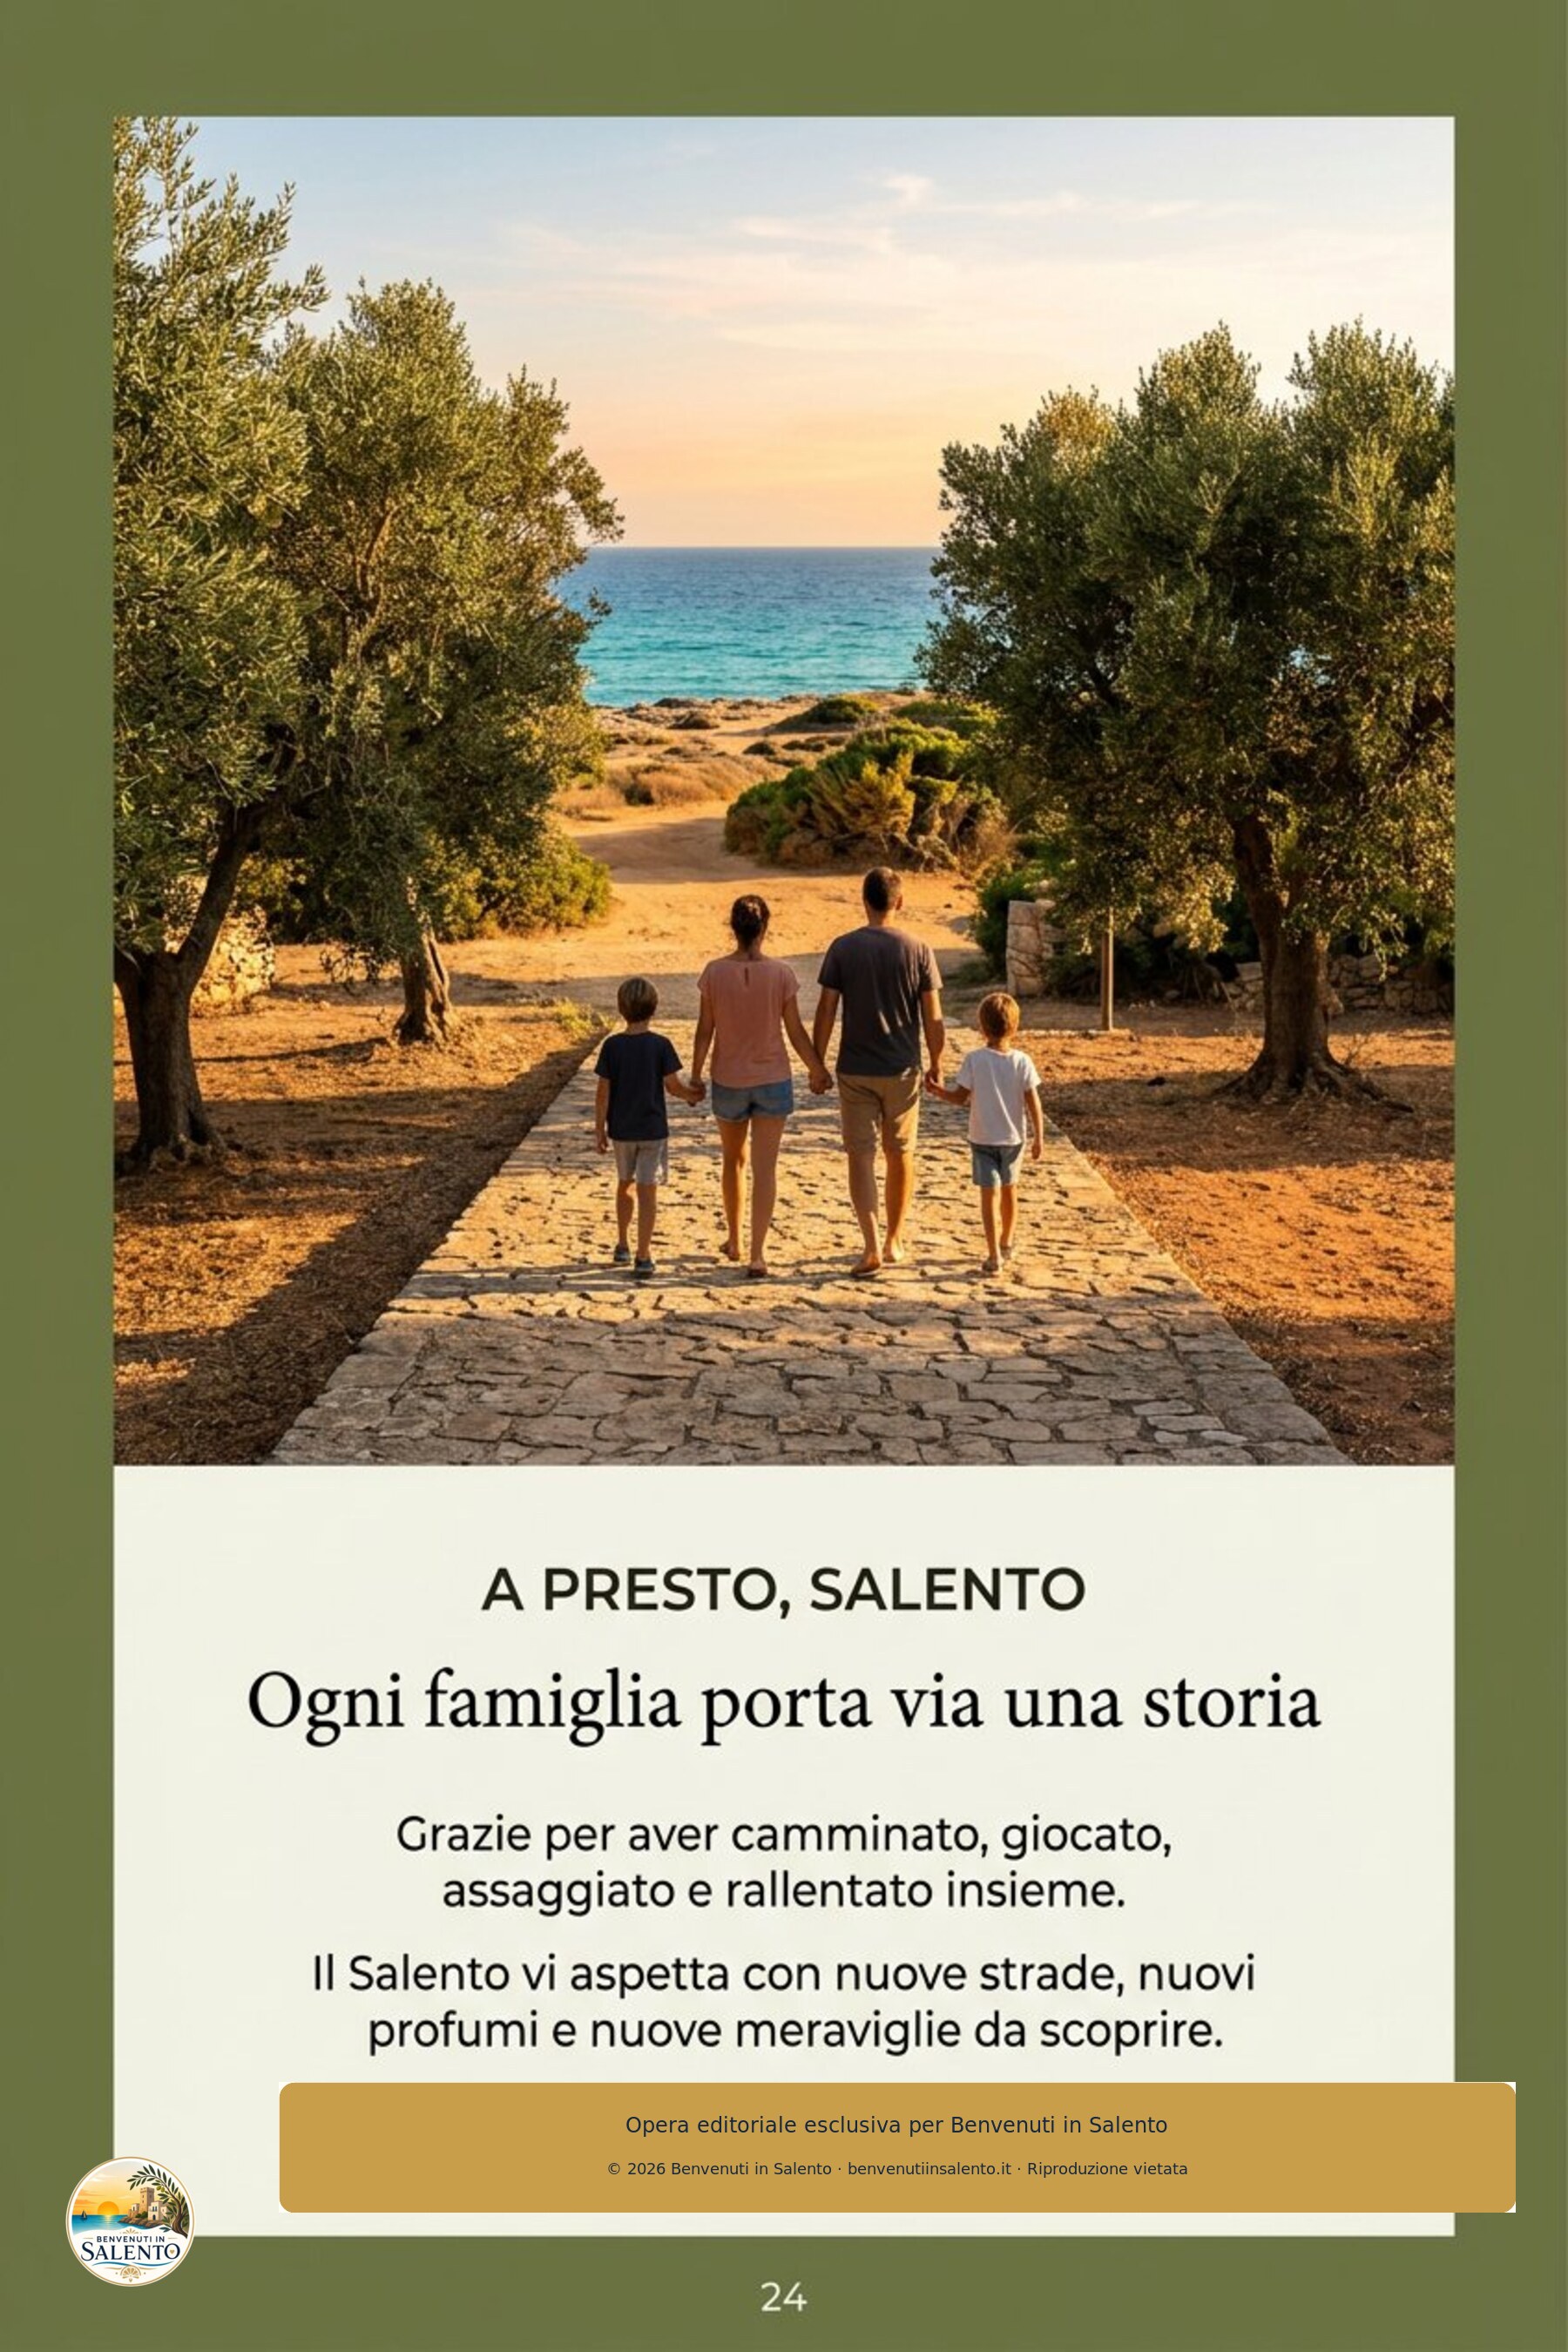 A PRESTO, SALENTO
Ogni famiglia porta via una storia
Grazie per aver camminato, giocato,
assaggiato e rallentato insieme.
Il Salento vi aspetta con nuove strade, nuovi
profumi e nuove meraviglie da scoprire.
Opera editoriale esclusiva per Benvenuti in Salento
© 2026 Benvenuti in Salento · benvenutiinsalento.it · Riproduzione vietata
BENVENUTI IN
SALENTO
24